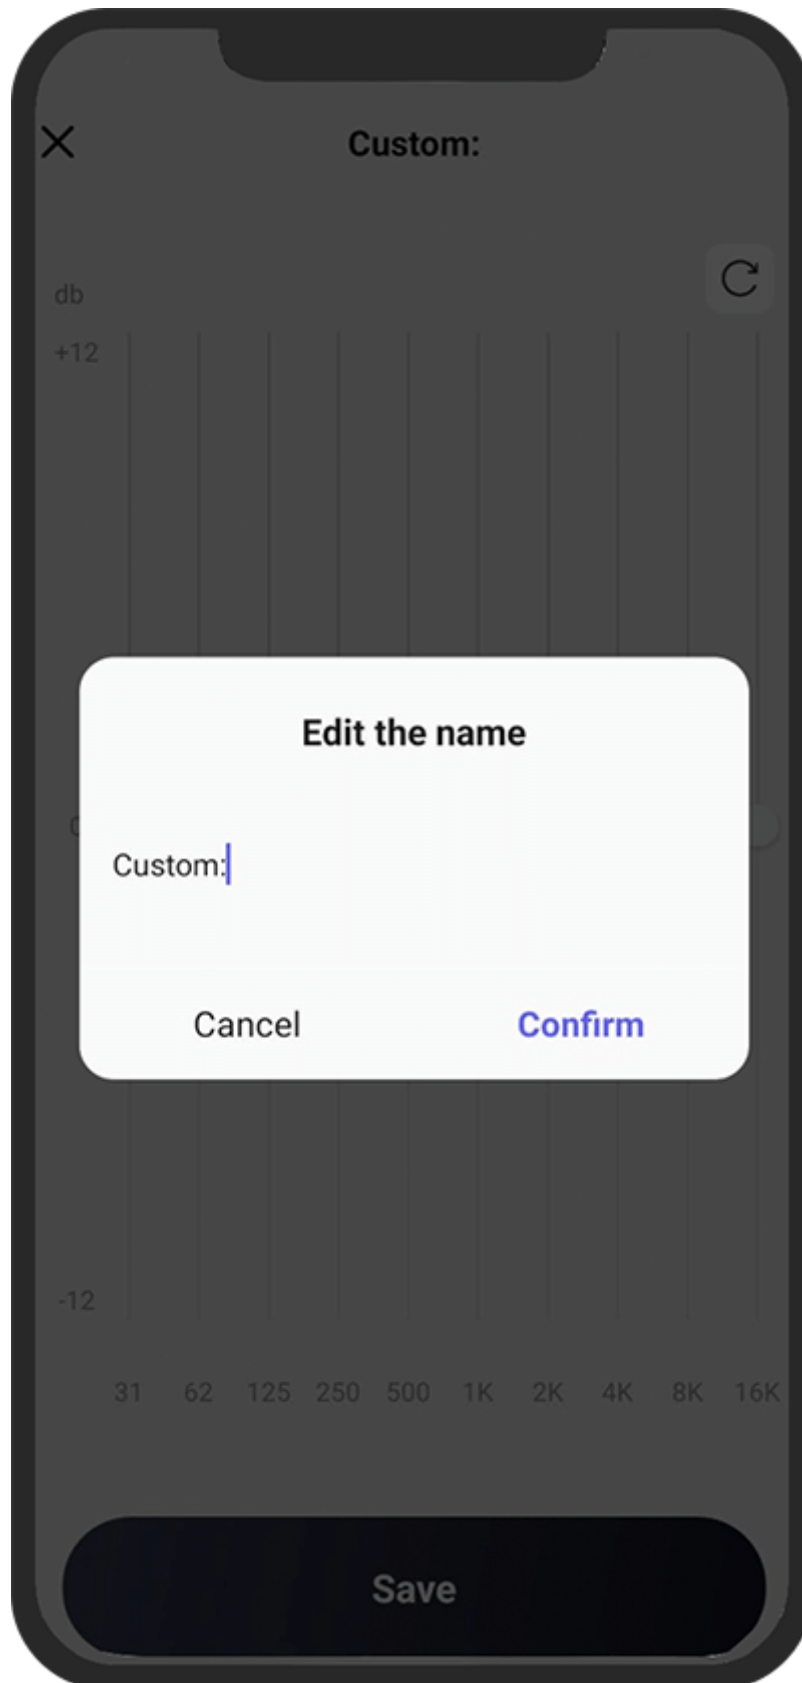 Custom:
db
+12
Edit the name
Custom:
Cancel Confirm
-12
31 62 125 250 500 1K 2K 4K 8K 16K
Save